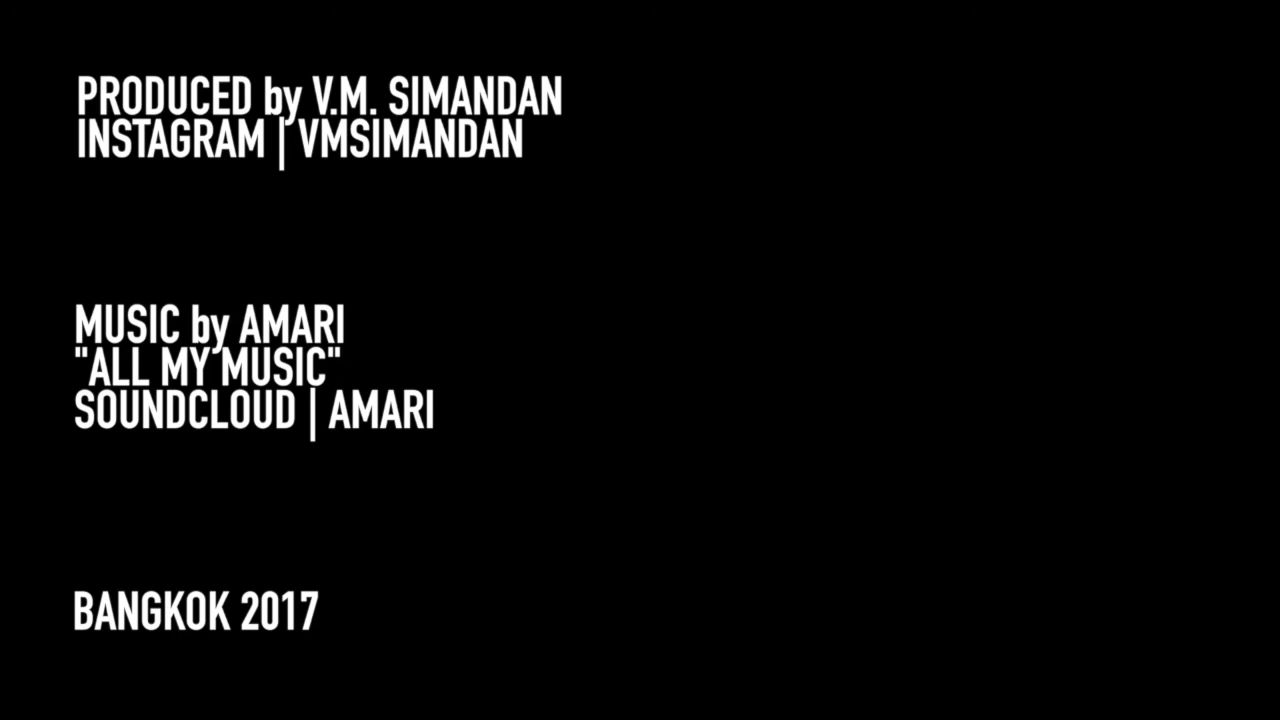 PRODUCED by V.M. SIMANDAN
INSTAGRAM | VMSIMANDAN
MUSIC by AMARI
"ALL MY MUSIC"
SOUNDCLOUD | AMARI
BANGKOK 2017